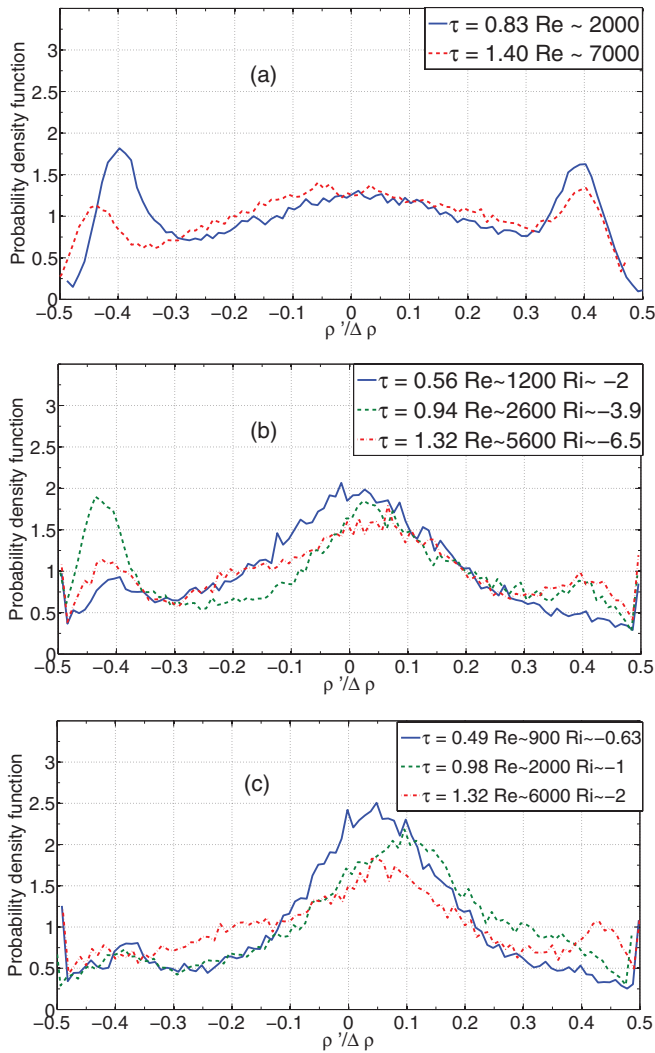 τ = 0.83 Re ~ 2000
τ = 1.40 Re ~ 7000
(a)
Probability density function
3
2.5
2
1.5
1
0.5
0
−0.5 −0.4 −0.3 −0.2 −0.1 0 0.1 0.2 0.3 0.4 0.5
ρ '/Δ ρ
τ = 0.56 Re~1200 Ri~ −2
τ = 0.94 Re~2600 Ri~−3.9
τ = 1.32 Re~5600 Ri~−6.5
(b)
Probability density function
3
2.5
2
1.5
1
0.5
0
−0.5 −0.4 −0.3 −0.2 −0.1 0 0.1 0.2 0.3 0.4 0.5
ρ '/Δ ρ
τ = 0.49 Re~900 Ri~−0.63
τ = 0.98 Re~2000 Ri~−1
τ = 1.32 Re~6000 Ri~−2
(c)
Probability density function
3
2.5
2
1.5
1
0.5
0
−0.5 −0.4 −0.3 −0.2 −0.1 0 0.1 0.2 0.3 0.4 0.5
ρ '/Δ ρ